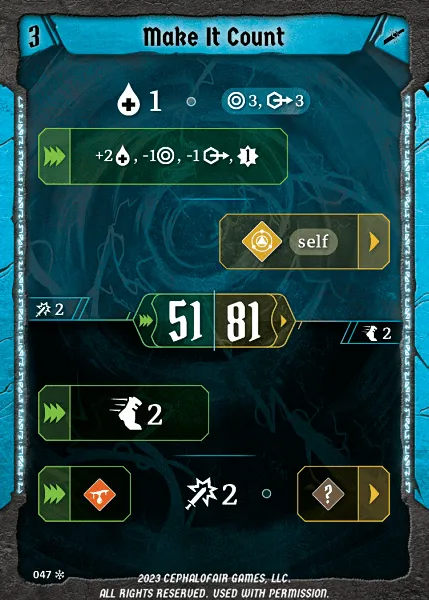 3 Make It Count
1 3, 3
+2, -1, -1, 1
self
2
51 81
2
2
2 ?
047
2023 CEPHALOFAIR GAMES, LLC.
ALL RIGHTS RESERVED. USED WITH PERMISSION.